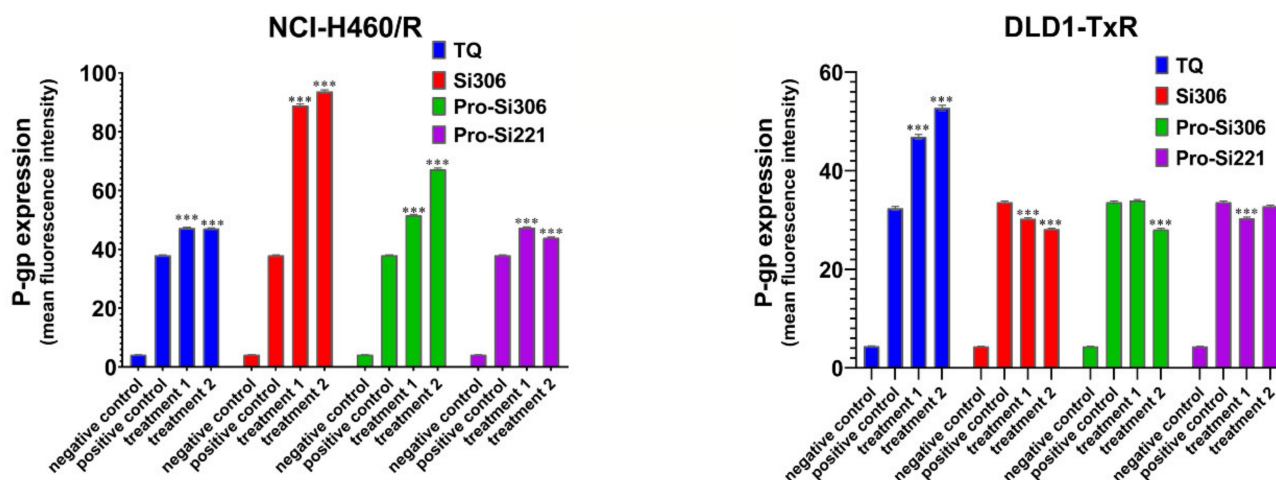 NCI-H460/R
TQ
Si306
Pro-Si306
Pro-Si221
P-gp expression
(mean fluorescence intensity)
100
80
60
40
20
0
***
***
***
***
***
***
***
***
negative control
positive control
treatment 1
treatment 2
negative control
positive control
treatment 1
treatment 2
negative control
positive control
treatment 1
treatment 2
negative control
positive control
treatment 1
treatment 2
DLD1-TxR
TQ
Si306
Pro-Si306
Pro-Si221
P-gp expression
(mean fluorescence intensity)
60
40
20
0
***
***
***
***
***
***
negative control
positive control
treatment 1
treatment 2
negative control
positive control
treatment 1
treatment 2
negative control
positive control
treatment 1
treatment 2
negative control
positive control
treatment 1
treatment 2